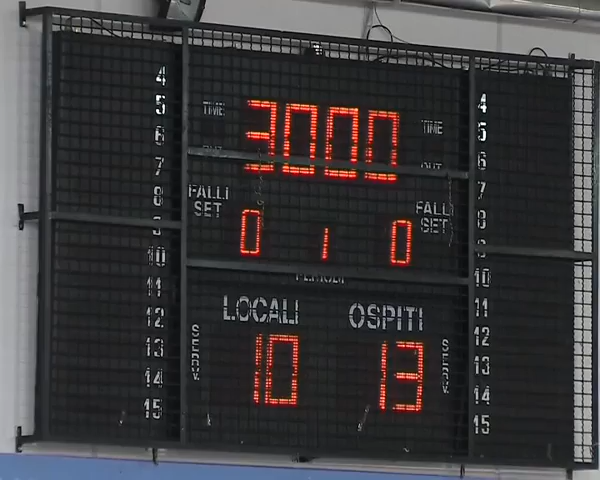 4 4
5 TIME 3000 TIME 5
6 OUT OUT 6
7 7
8 FALLI FALLI 8
9 SET 0 1 0 SET 9
10 PERIODI 10
11 11
12 LOCALI OSPITI 12
13 SERV 10 13 SERV 13
14 14
15 15